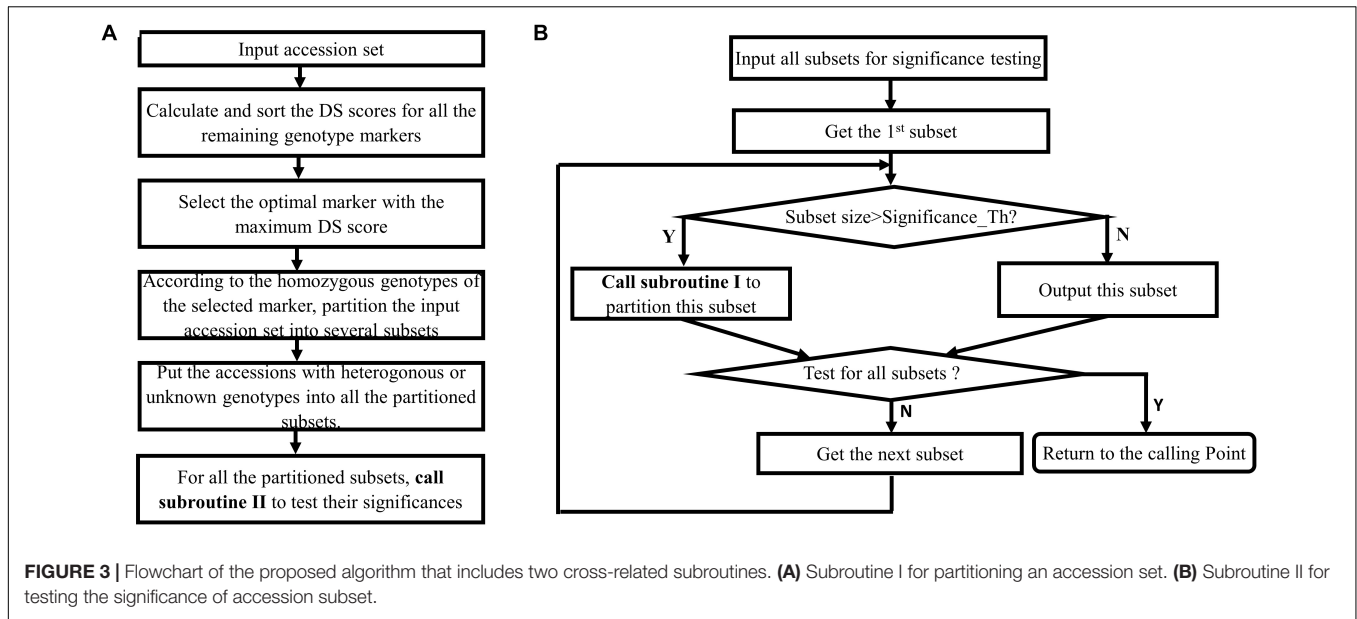 A
Input accession set
Calculate and sort the DS scores for all the
remaining genotype markers
Select the optimal marker with the
maximum DS score
According to the homozygous genotypes of
the selected marker, partition the input
accession set into several subsets
Put the accessions with heterogonous or
unknown genotypes into all the partitioned
subsets.
For all the partitioned subsets, call
subroutine II to test their significances
B
Input all subsets for significance testing
Get the 1st subset
Subset size>Significance_Th?
Y
N
Call subroutine I to
partition this subset
Output this subset
Test for all subsets ?
N
Y
Get the next subset
Return to the calling Point
FIGURE 3 | Flowchart of the proposed algorithm that includes two cross-related subroutines. (A) Subroutine I for partitioning an accession set. (B) Subroutine II for
testing the significance of accession subset.